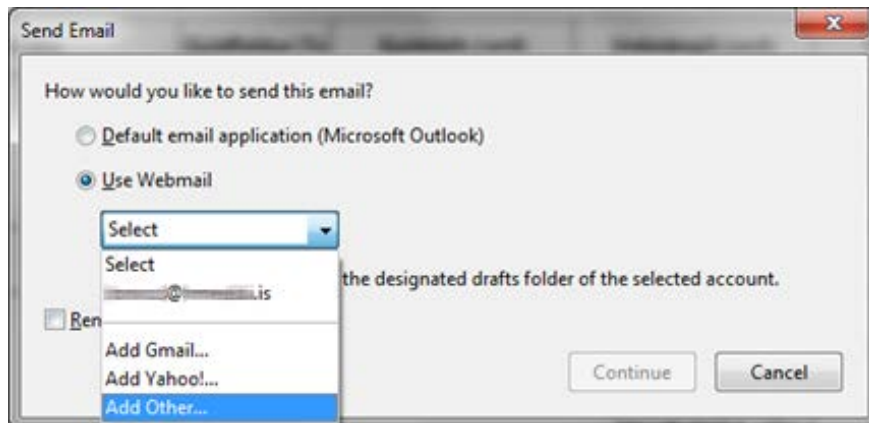 Send Email
How would you like to send this email?
Default email application (Microsoft Outlook)
Use Webmail
Select
Select
@ .is
the designated drafts folder of the selected account.
Ren
Add Gmail...
Add Yahoo!...
Add Other...
Continue
Cancel